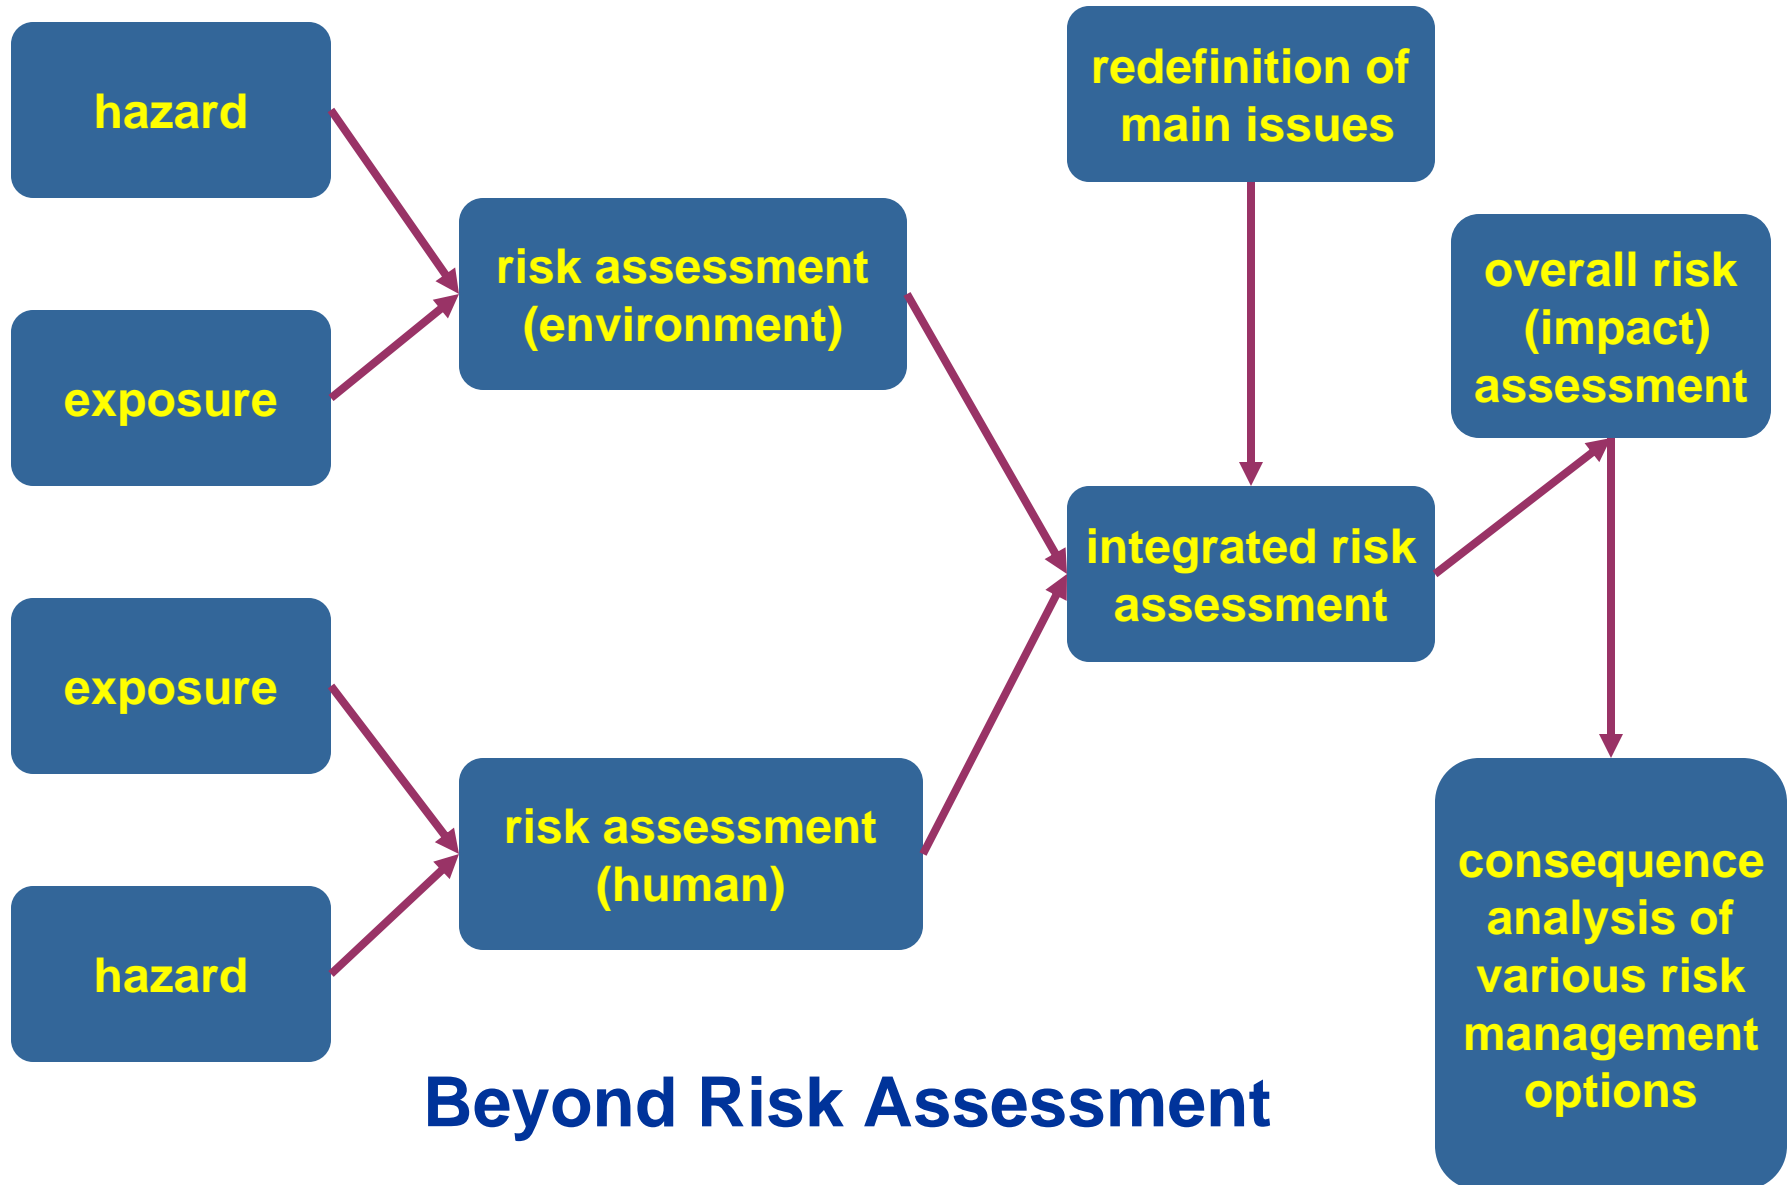 hazard
exposure
exposure
hazard
risk assessment
(environment)
risk assessment
(human)
redefinition of
main issues
integrated risk
assessment
overall risk
(impact)
assessment
consequence
analysis of
various risk
management
options
Beyond Risk Assessment